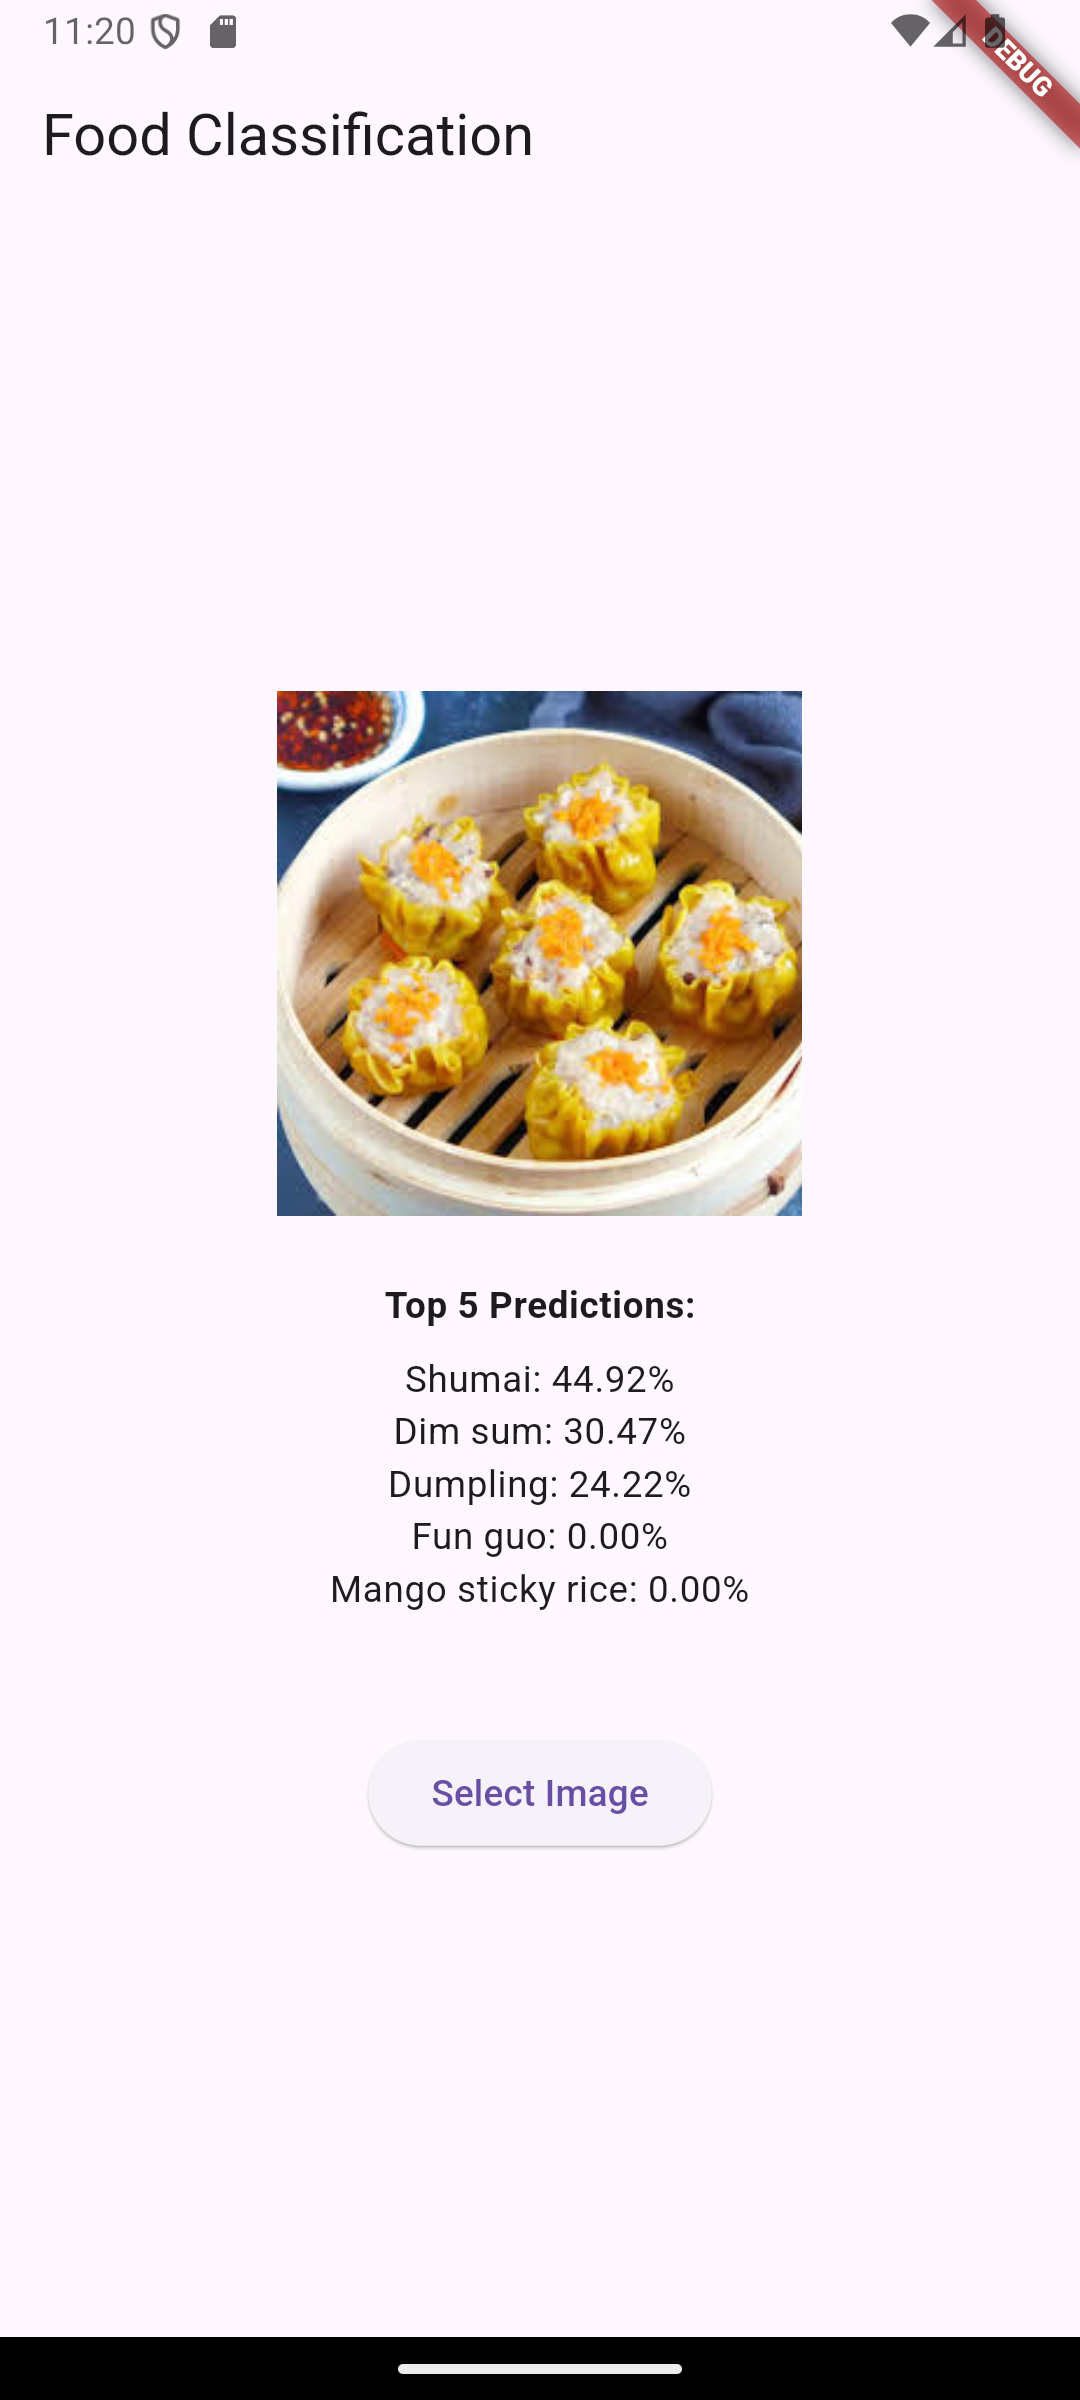 11:20
DEBUG
Food Classification
Top 5 Predictions:
Shumai: 44.92%
Dim sum: 30.47%
Dumpling: 24.22%
Fun guo: 0.00%
Mango sticky rice: 0.00%
Select Image